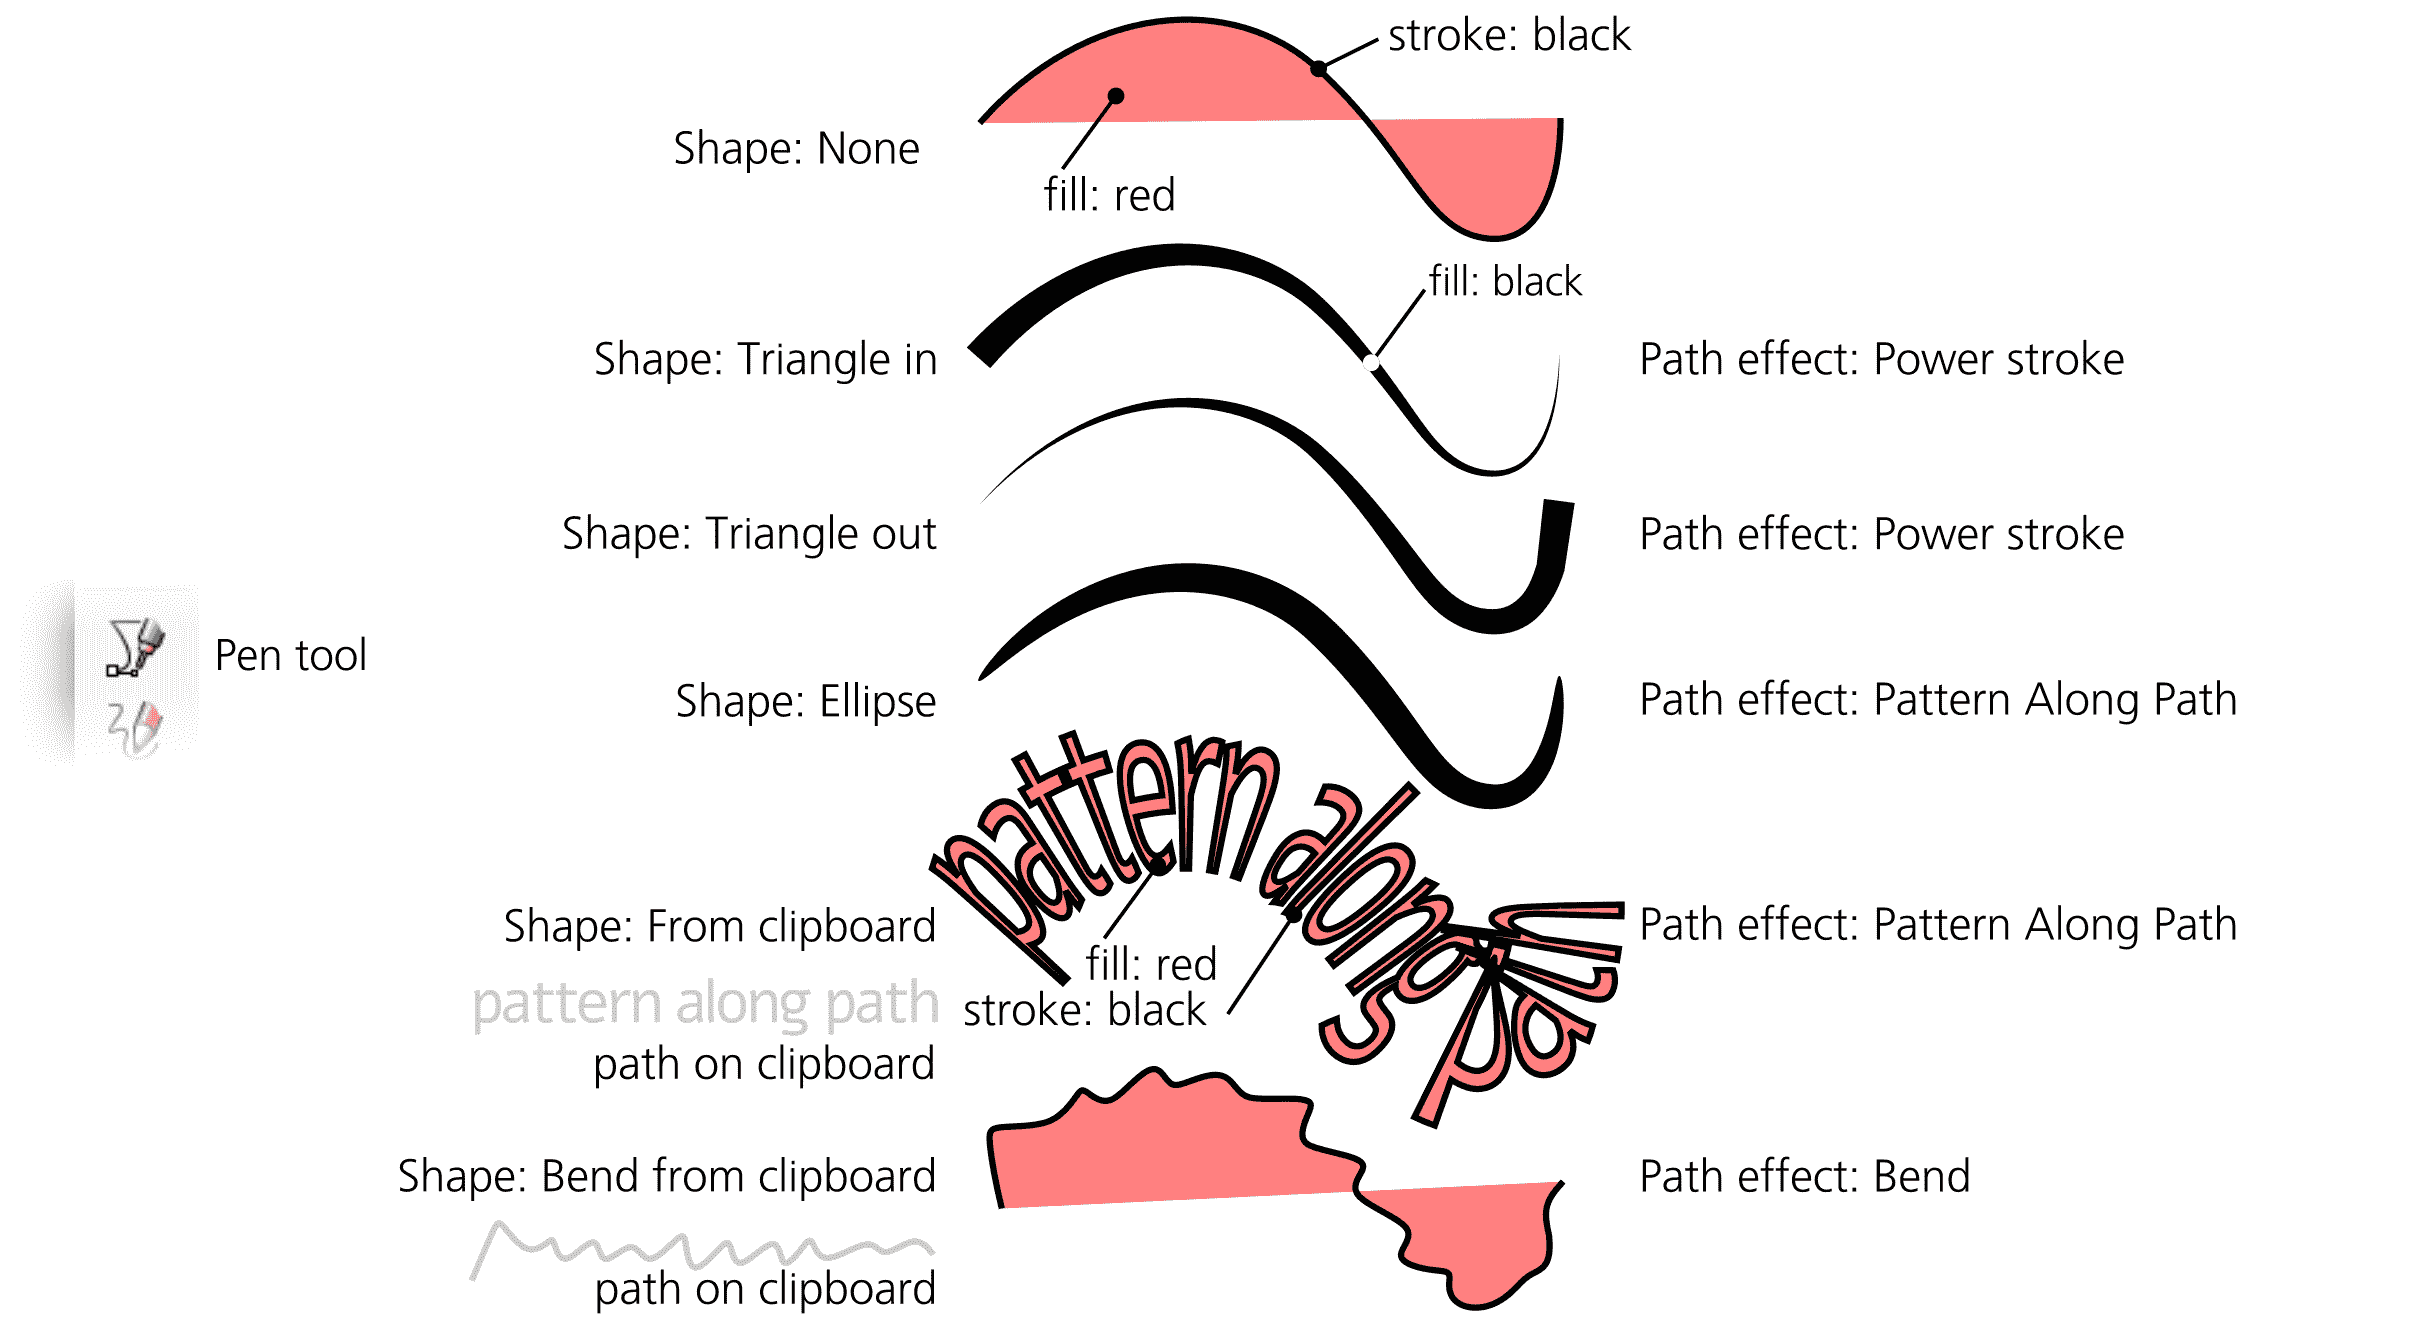 stroke: black
Shape: None
fill: red
fill: black
Shape: Triangle in
Path effect: Power stroke
Shape: Triangle out
Path effect: Power stroke
Pen tool
Shape: Ellipse
Path effect: Pattern Along Path
pattern along path
Shape: From clipboard
Path effect: Pattern Along Path
fill: red
pattern along path
stroke: black
path on clipboard
Shape: Bend from clipboard
Path effect: Bend
path on clipboard